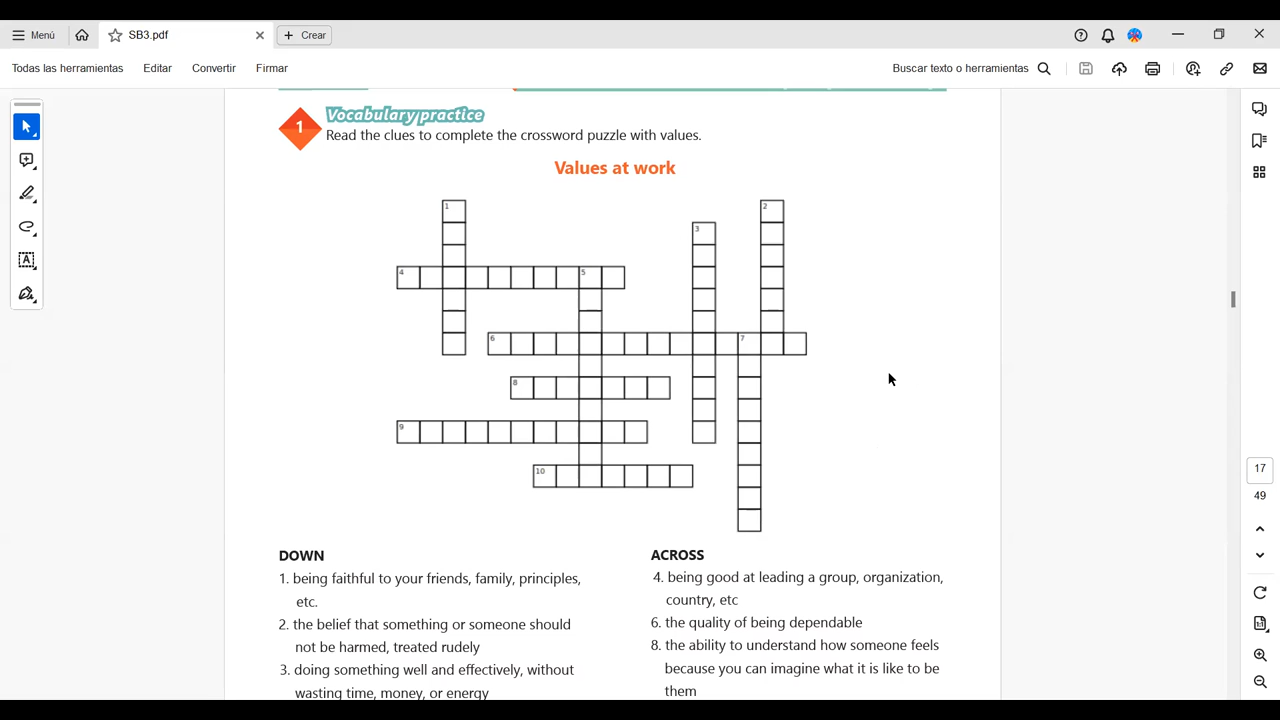 Menú
SB3.pdf
Crear
Todas las herramientas
Editar
Convertir
Firmar
Buscar texto o herramientas
1
Vocabulary practice
Read the clues to complete the crossword puzzle with values.
Values at work
1
2
3
4
5
6
7
8
9
10
17
49
DOWN
1. being faithful to your friends, family, principles,
etc.
2. the belief that something or someone should
not be harmed, treated rudely
3. doing something well and effectively, without
wasting time, money, or energy
ACROSS
4. being good at leading a group, organization,
country, etc
6. the quality of being dependable
8. the ability to understand how someone feels
because you can imagine what it is like to be
them